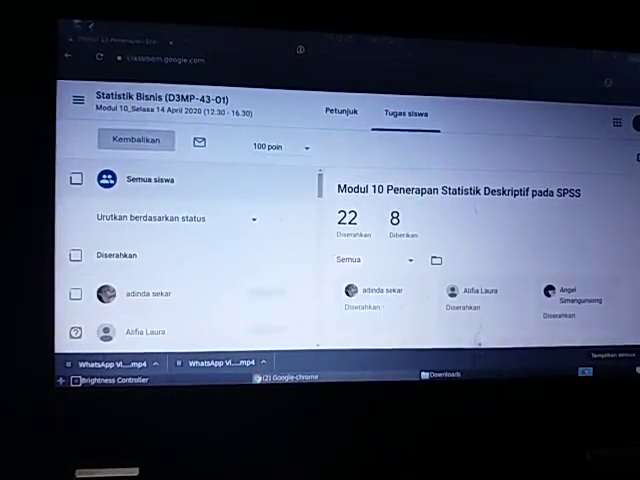 classroom.google.com
Statistik Bisnis (D3MP-43-01)
Modul 10_Selasa 14 April 2020 (12.30 - 16.30)
Petunjuk
Tugas siswa
Kembalikan
100 poin
Semua siswa
Urutkan berdasarkan status
Diserahkan
adinda sekar
Alifia Laura
Modul 10 Penerapan Statistik Deskriptif pada SPSS
22
8
Diserahkan
Diberikan
Semua
adinda sekar
Diserahkan
Alifia Laura
Diserahkan
Angel
Simangunsong
Diserahkan
WhatsApp Vi....mp4
WhatsApp Vi....mp4
Tampilkan semua
Brightness Controller
(2) Google-chrome
Downloads